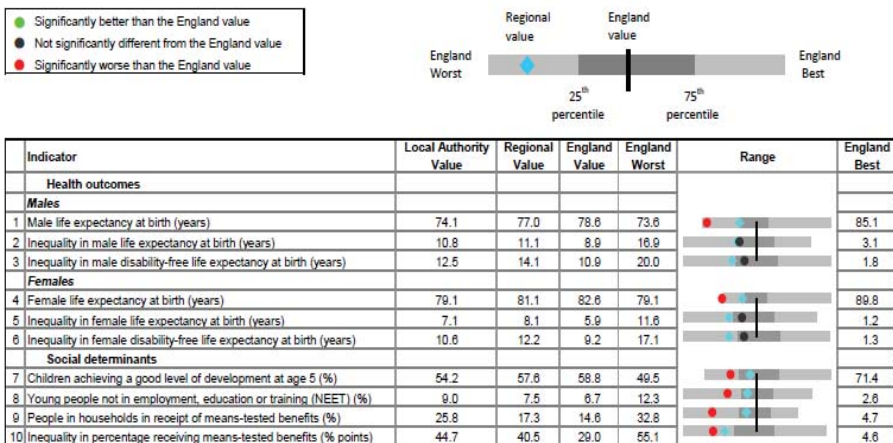 Significantly better than the England value
Not significantly different from the England value
Significantly worse than the England value
Regional value
England value
England Worst
England Best
25th percentile
75th percentile
Indicator Local Authority Value Regional Value England Value England Worst Range England Best
Health outcomes
Males
1 Male life expectancy at birth (years) 74.1 77.0 78.6 73.6 85.1
2 Inequality in male life expectancy at birth (years) 10.8 11.1 8.9 16.9 3.1
3 Inequality in male disability-free life expectancy at birth (years) 12.5 14.1 10.9 20.0 1.8
Females
4 Female life expectancy at birth (years) 79.1 81.1 82.6 79.1 89.8
5 Inequality in female life expectancy at birth (years) 7.1 8.1 5.9 11.6 1.2
6 Inequality in female disability-free life expectancy at birth (years) 10.6 12.2 9.2 17.1 1.3
Social determinants
7 Children achieving a good level of development at age 5 (%) 54.2 57.6 58.8 49.5 71.4
8 Young people not in employment, education or training (NEET) (%) 9.0 7.5 6.7 12.3 2.6
9 People in households in receipt of means-tested benefits (%) 25.8 17.3 14.6 32.8 4.7
10 Inequality in percentage receiving means-tested benefits (% points) 44.7 40.5 29.0 55.1 4.6